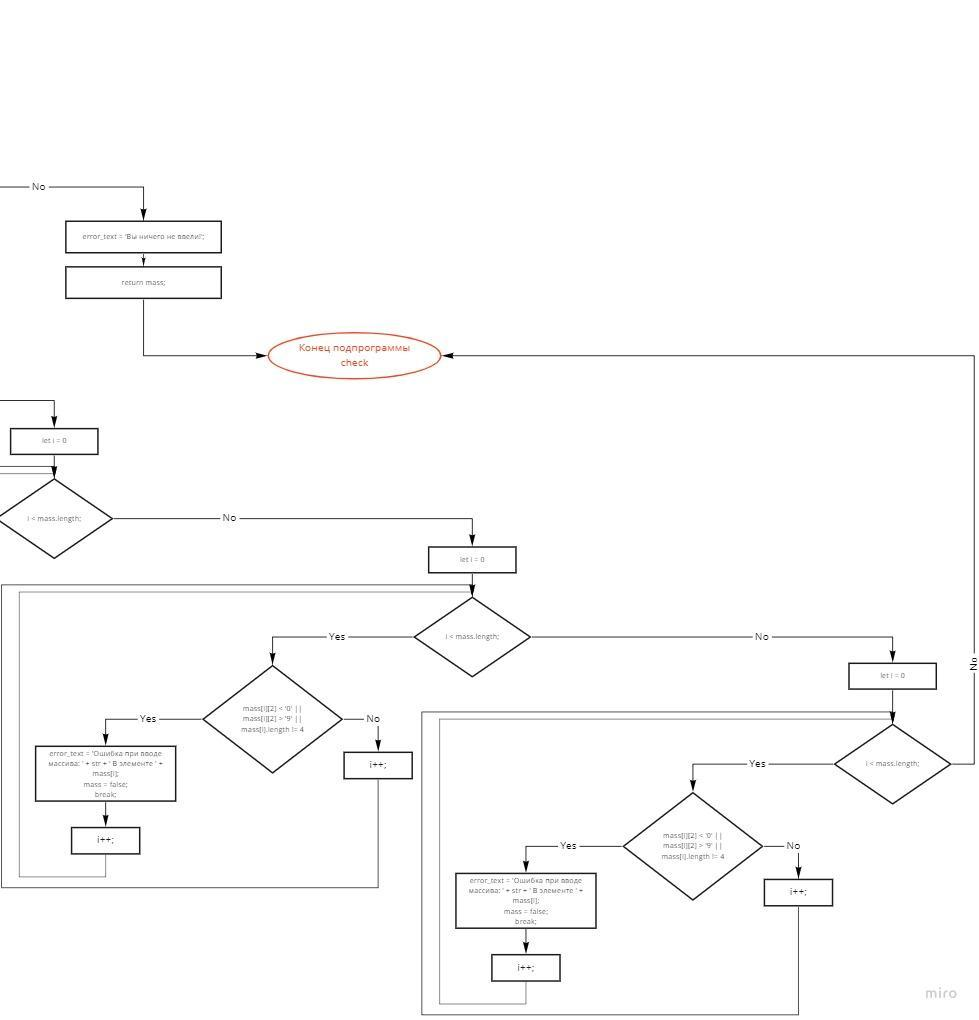 No
error_text = 'Вы ничего не ввели!';
return mass;
Конец подпрограммы
check
let i = 0
i < mass.length;
No
let i = 0
i < mass.length;
Yes
No
No
let i = 0
mass[i][2] < '0' ||
mass[i][2] > '9' ||
mass[i].length != 4
Yes
No
error_text = 'Ошибка при вводе
массива: ' + str + ' В элементе ' +
mass[i];
mass = false;
break;
i++;
i++;
i < mass.length;
Yes
mass[i][2] < '0' ||
mass[i][2] > '9' ||
mass[i].length != 4
Yes
No
error_text = 'Ошибка при вводе
массива: ' + str + ' В элементе ' +
mass[i];
mass = false;
break;
i++;
i++;
miro